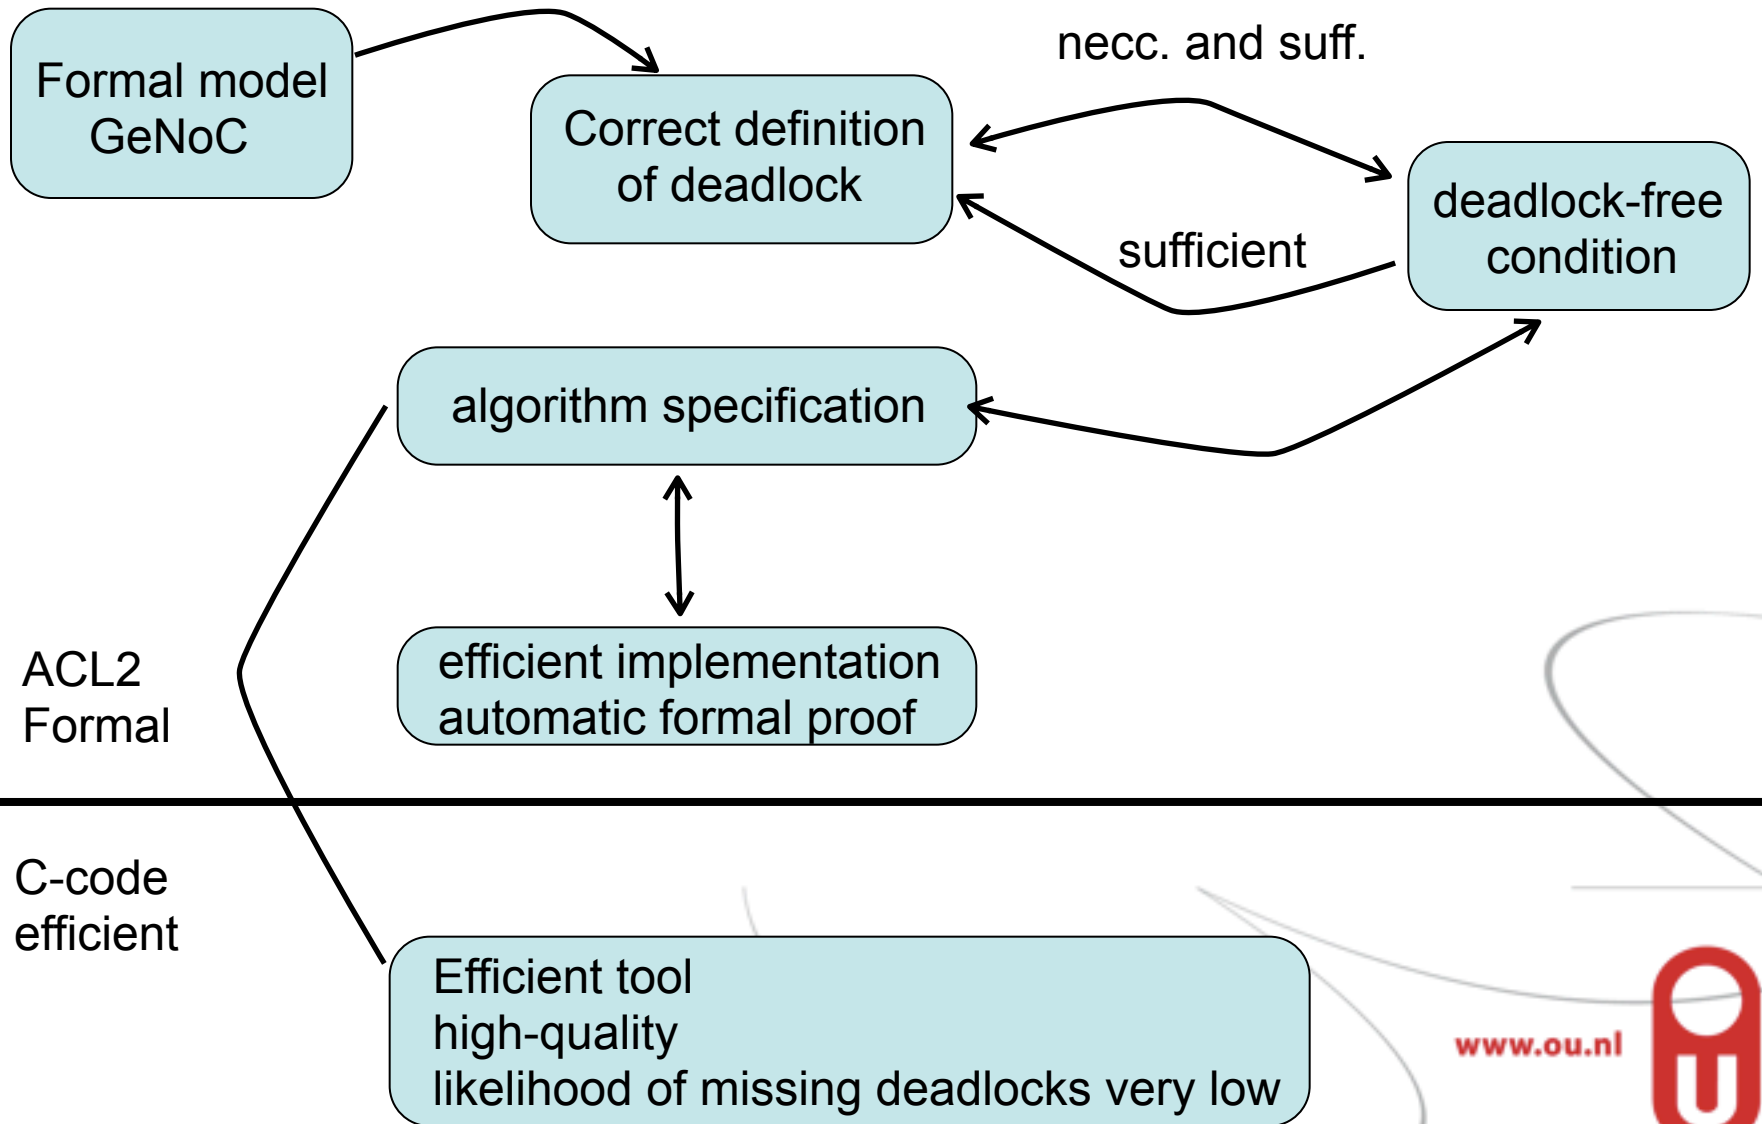 Formal model
GeNoC
necc. and suff.
Correct definition
of deadlock
deadlock-free
condition
sufficient
algorithm specification
efficient implementation
automatic formal proof
ACL2
Formal
C-code
efficient
Efficient tool
high-quality
likelihood of missing deadlocks very low
www.ou.nl
U